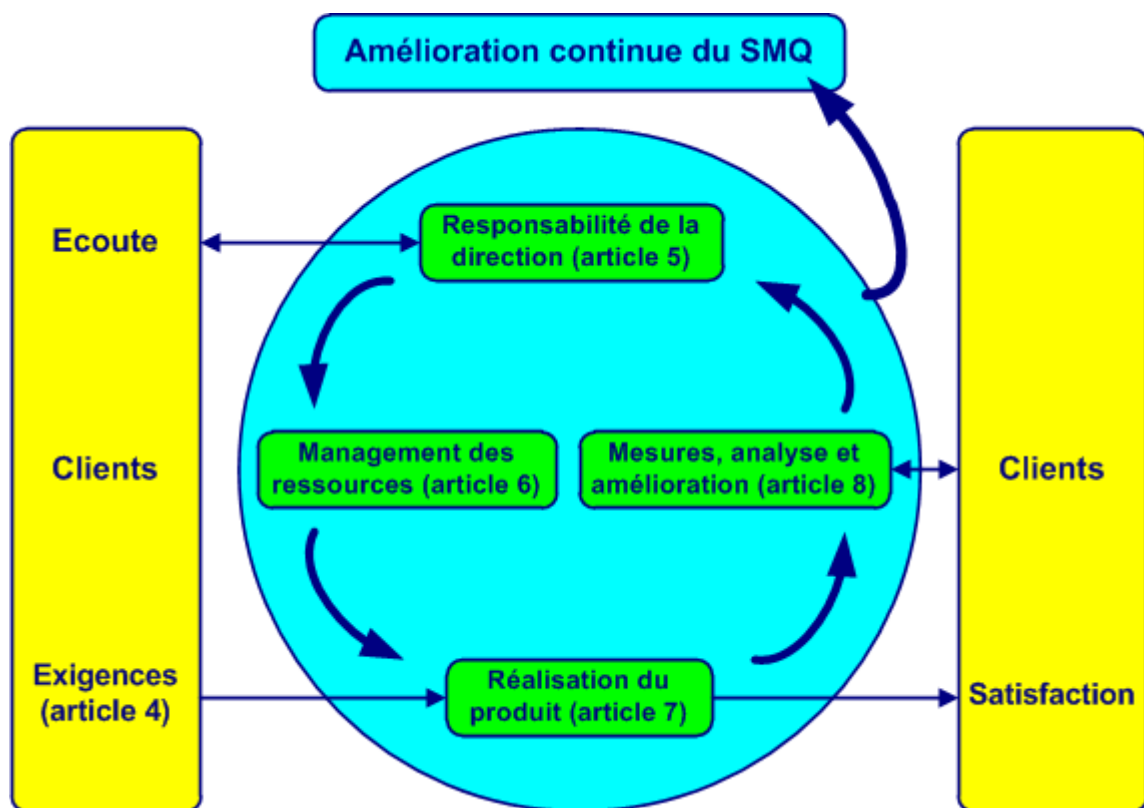 Amélioration continue du SMQ
Ecoute
Responsabilité de la
direction (article 5)
Clients
Management des
ressources (article 6)
Mesures, analyse et
amélioration (article 8)
Clients
Exigences
(article 4)
Réalisation du
produit (article 7)
Satisfaction